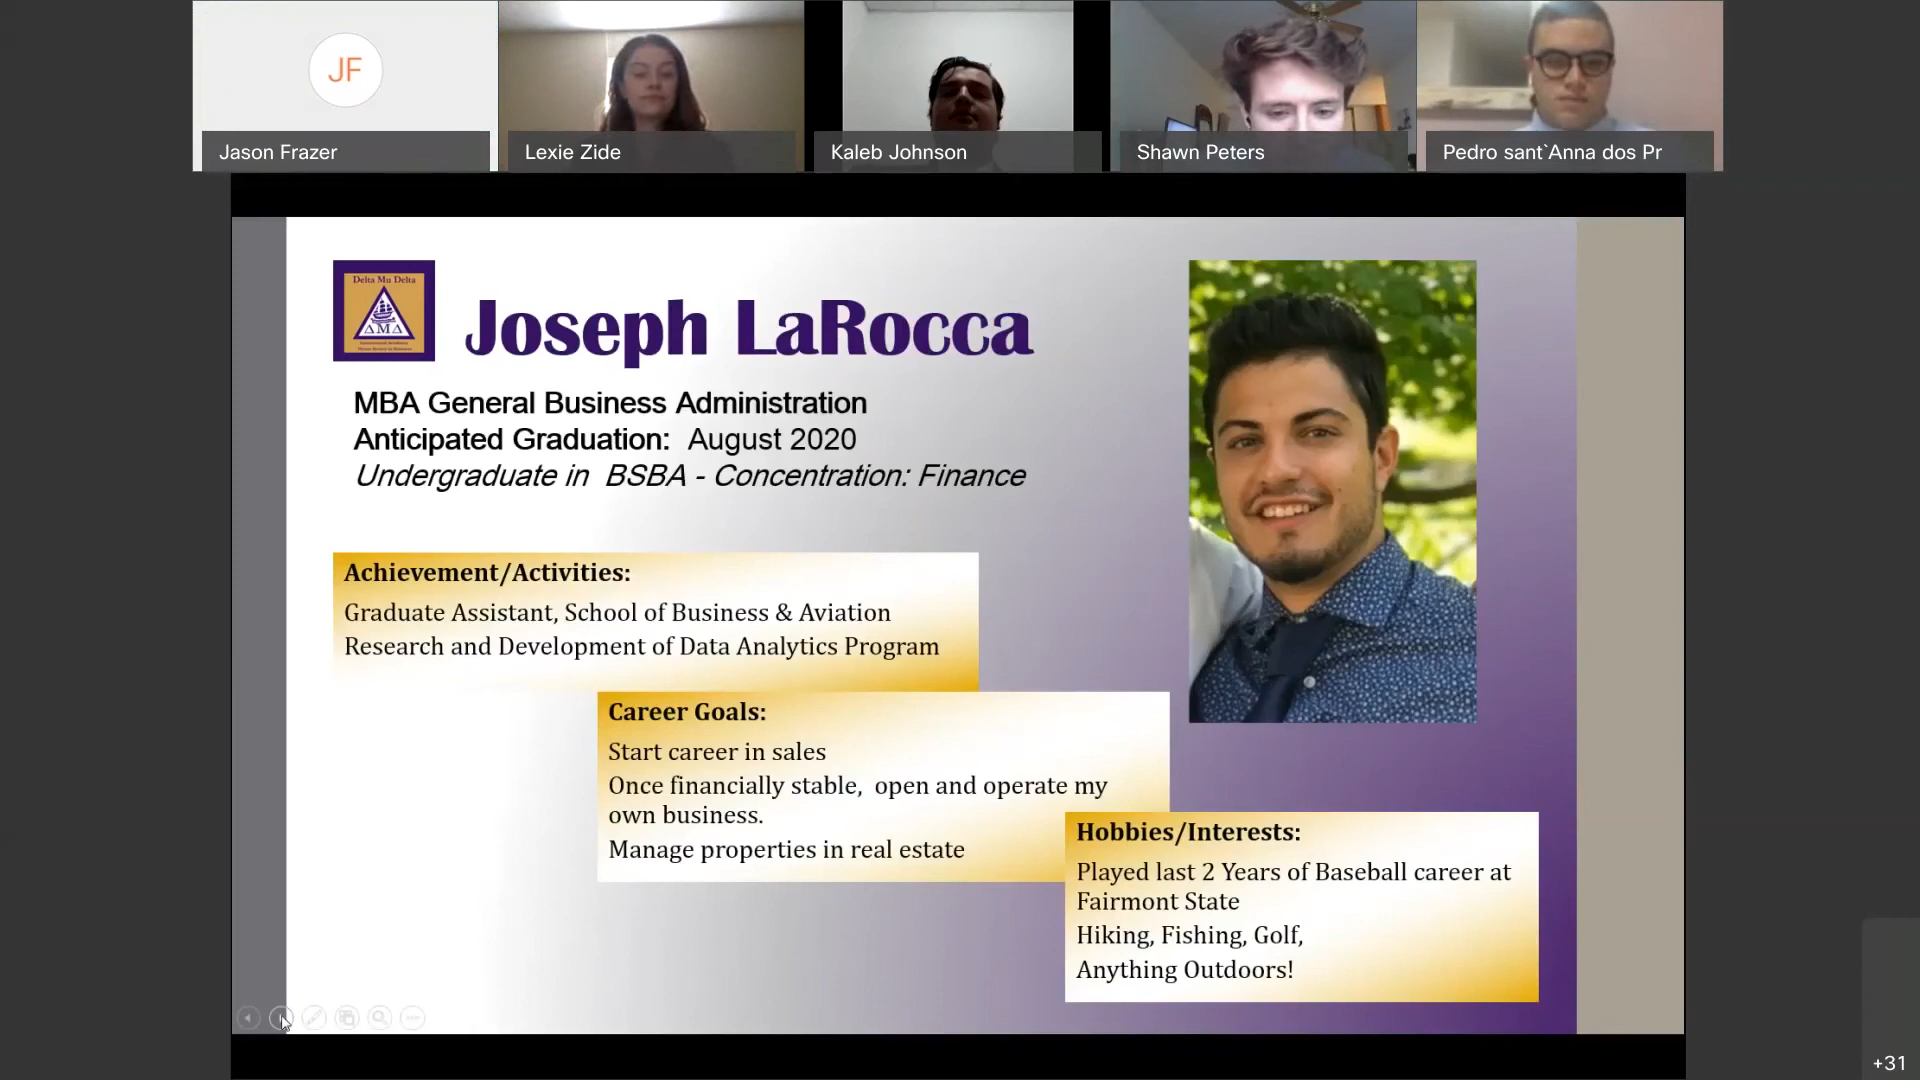 JF
Jason Frazer
Lexie Zide
Kaleb Johnson
Shawn Peters
Pedro sant`Anna dos Pr
Delta Mu Delta
ΔΜΔ
Joseph LaRocca
MBA General Business Administration
Anticipated Graduation: August 2020
Undergraduate in BSBA - Concentration: Finance
Achievement/Activities:
Graduate Assistant, School of Business & Aviation
Research and Development of Data Analytics Program
Career Goals:
Start career in sales
Once financially stable, open and operate my
own business.
Manage properties in real estate
Hobbies/Interests:
Played last 2 Years of Baseball career at
Fairmont State
Hiking, Fishing, Golf,
Anything Outdoors!
+31